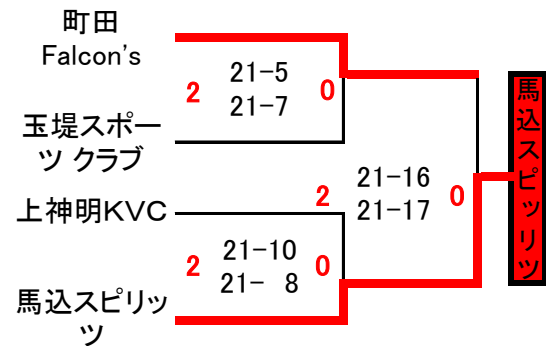 町田
Falcon's
2
21-5
21-7
0
玉堤スポー
ツ クラブ
2
21-16
21-17
0
上神明KVC
2
21-10
21- 8
0
馬込スピリッ
ツ
馬込スピッリツ